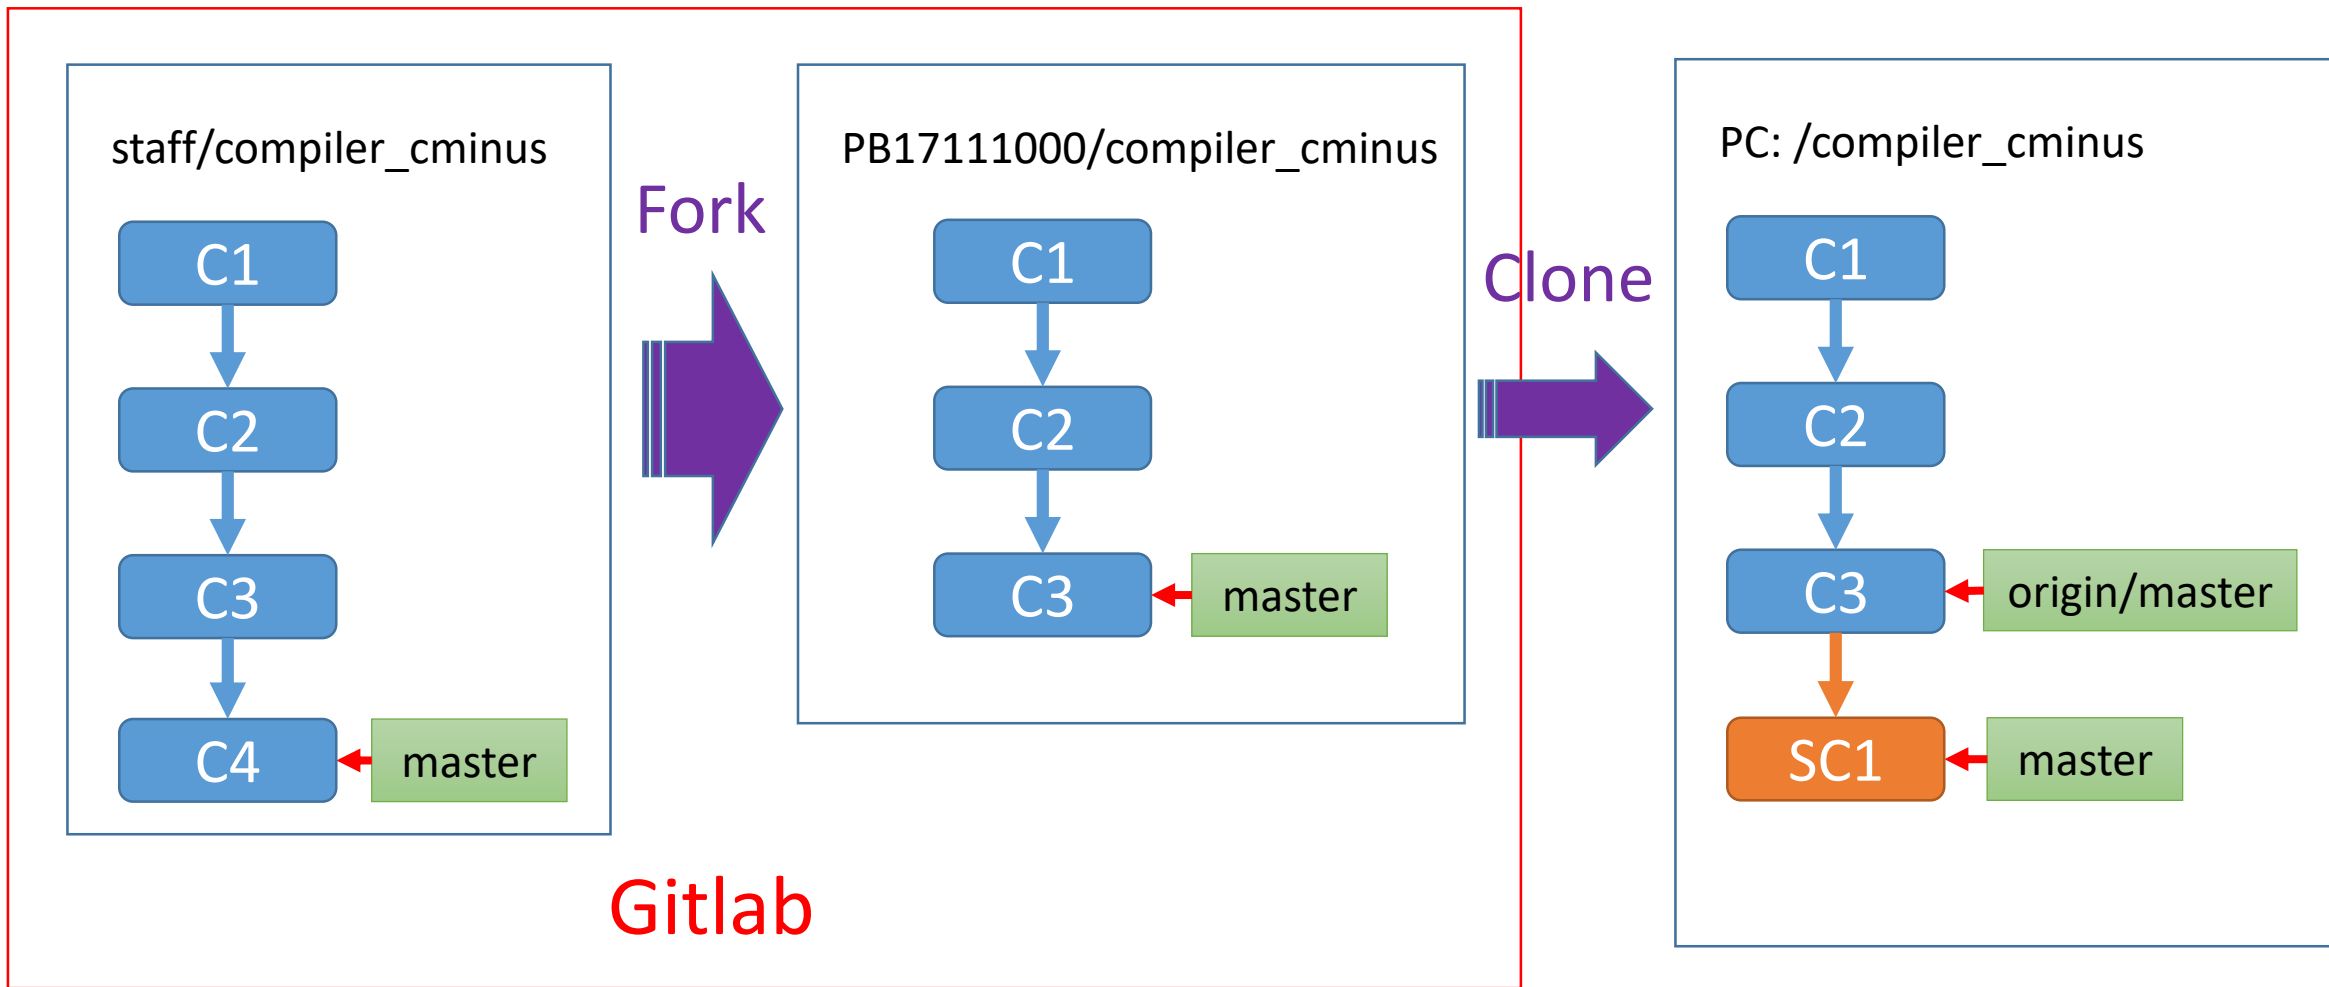 staff/compiler_cminus
C1
C2
C3
C4
master
Fork
PB17111000/compiler_cminus
C1
C2
C3
master
Clone
PC: /compiler_cminus
C1
C2
C3
origin/master
SC1
master
Gitlab